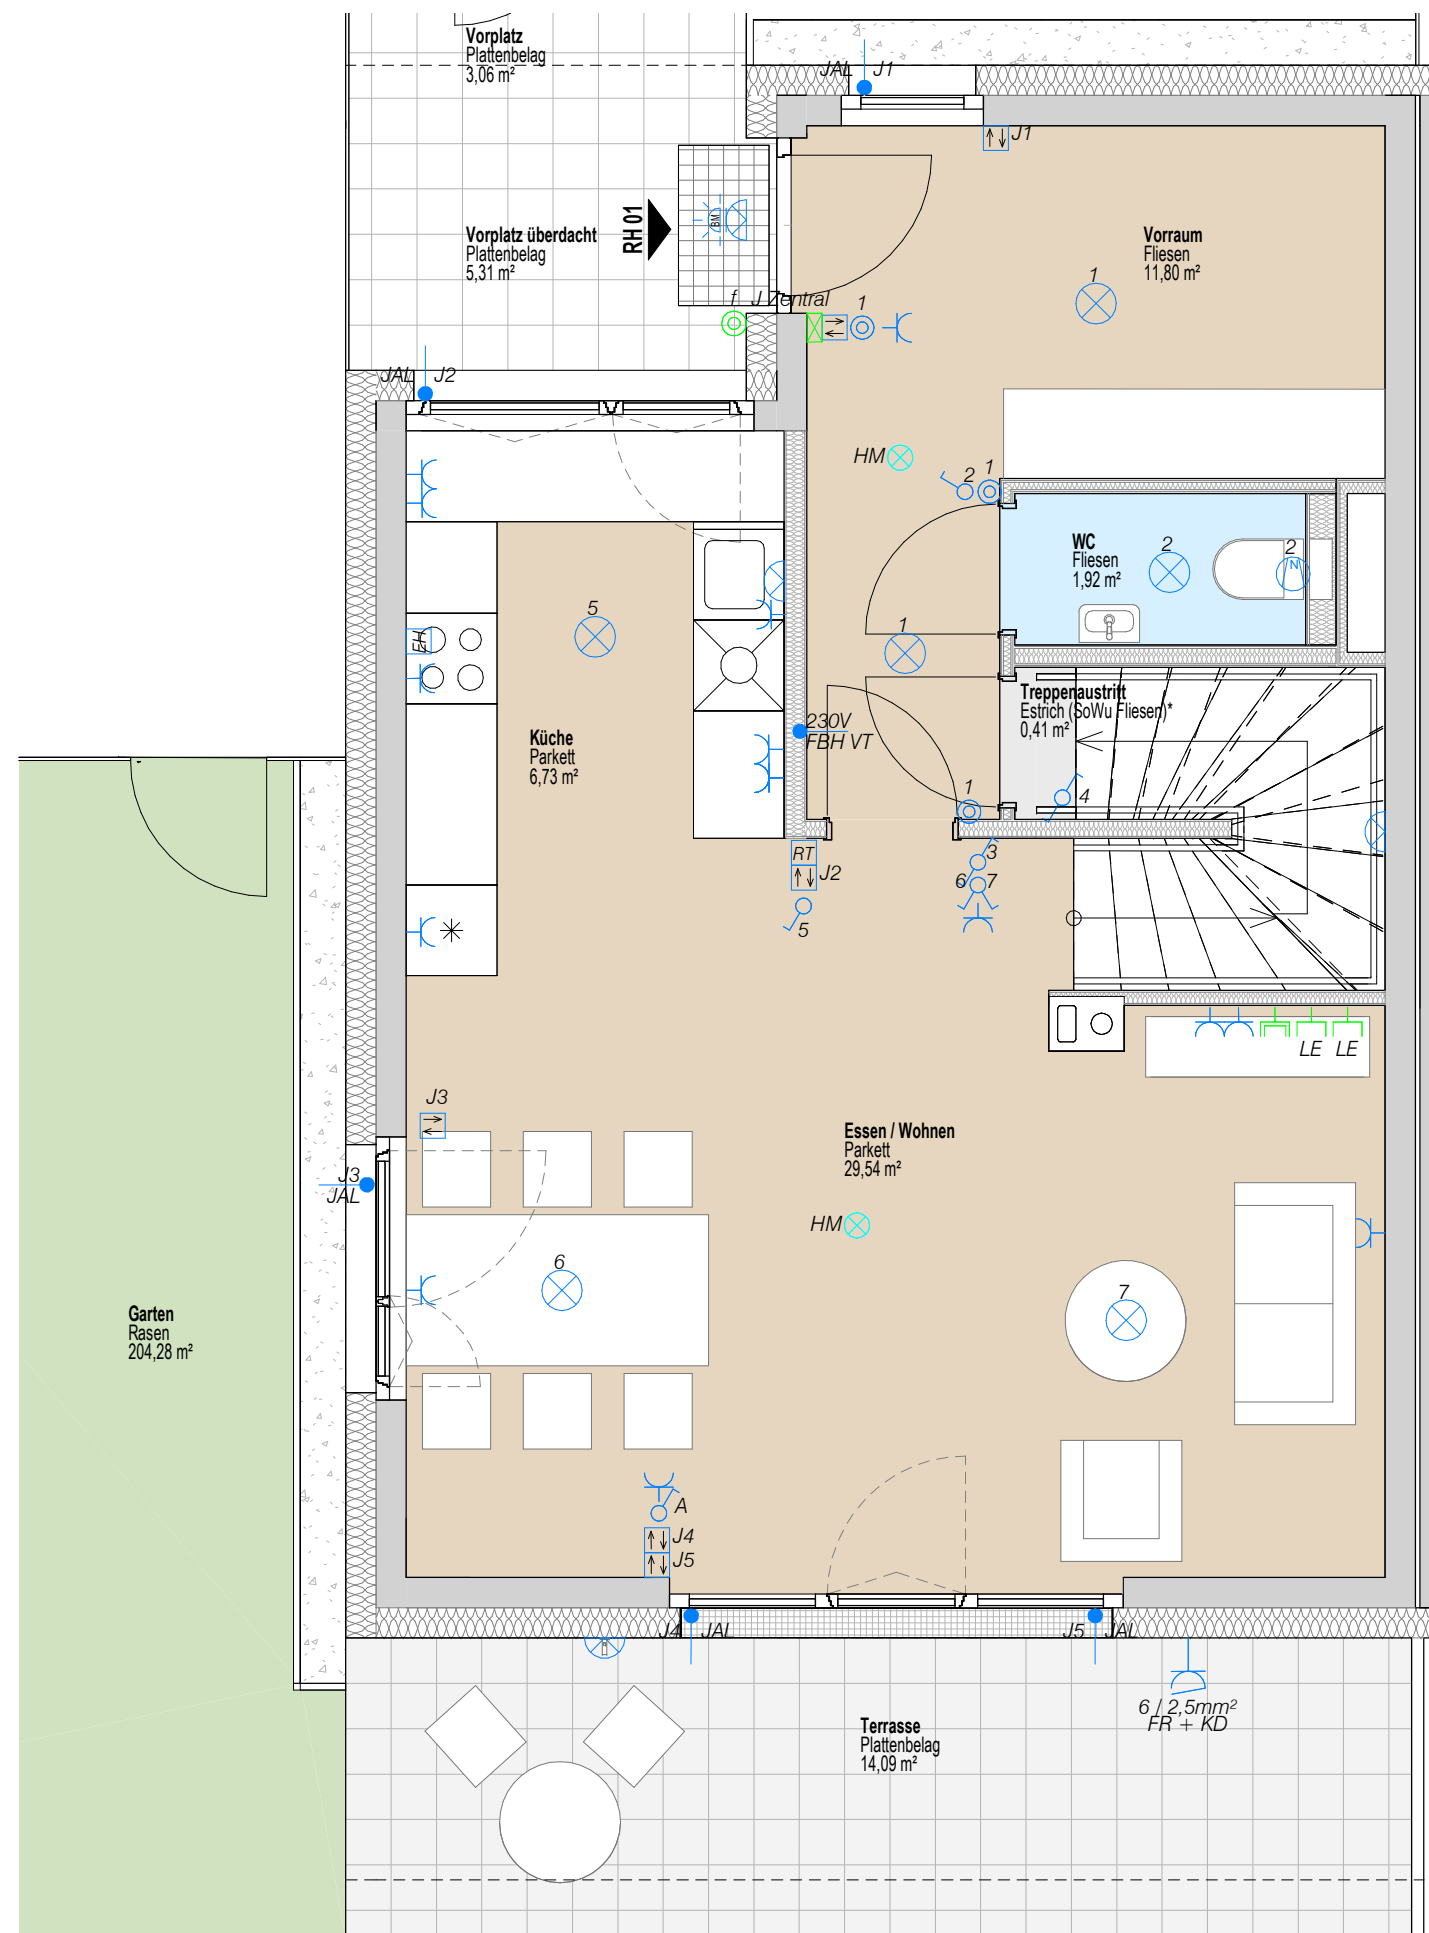 Vorplatz
Plattenbelag
3,06 m²
JAL J1
J1
Vorplatz überdacht
Plattenbelag
5,31 m²
RH 01
BM
Vorraum
Fliesen
11,80 m²
1
f J Zentral 1
JAL J2
HM
2 1
WC
Fliesen
1,92 m²
2
2
N
5
1
EH
Treppenaustritt
Estrich (SoWu Fliesen)*
0,41 m²
230V
FBH VT
Küche
Parkett
6,73 m²
1
4
RT
J2
3
6 7
5
LE LE
J3
Essen / Wohnen
Parkett
29,54 m²
J3
JAL
HM
6
7
Garten
Rasen
204,28 m²
A
J4
J5
J4 JAL
J5 JAL
6 / 2,5mm²
FR + KD
Terrasse
Plattenbelag
14,09 m²